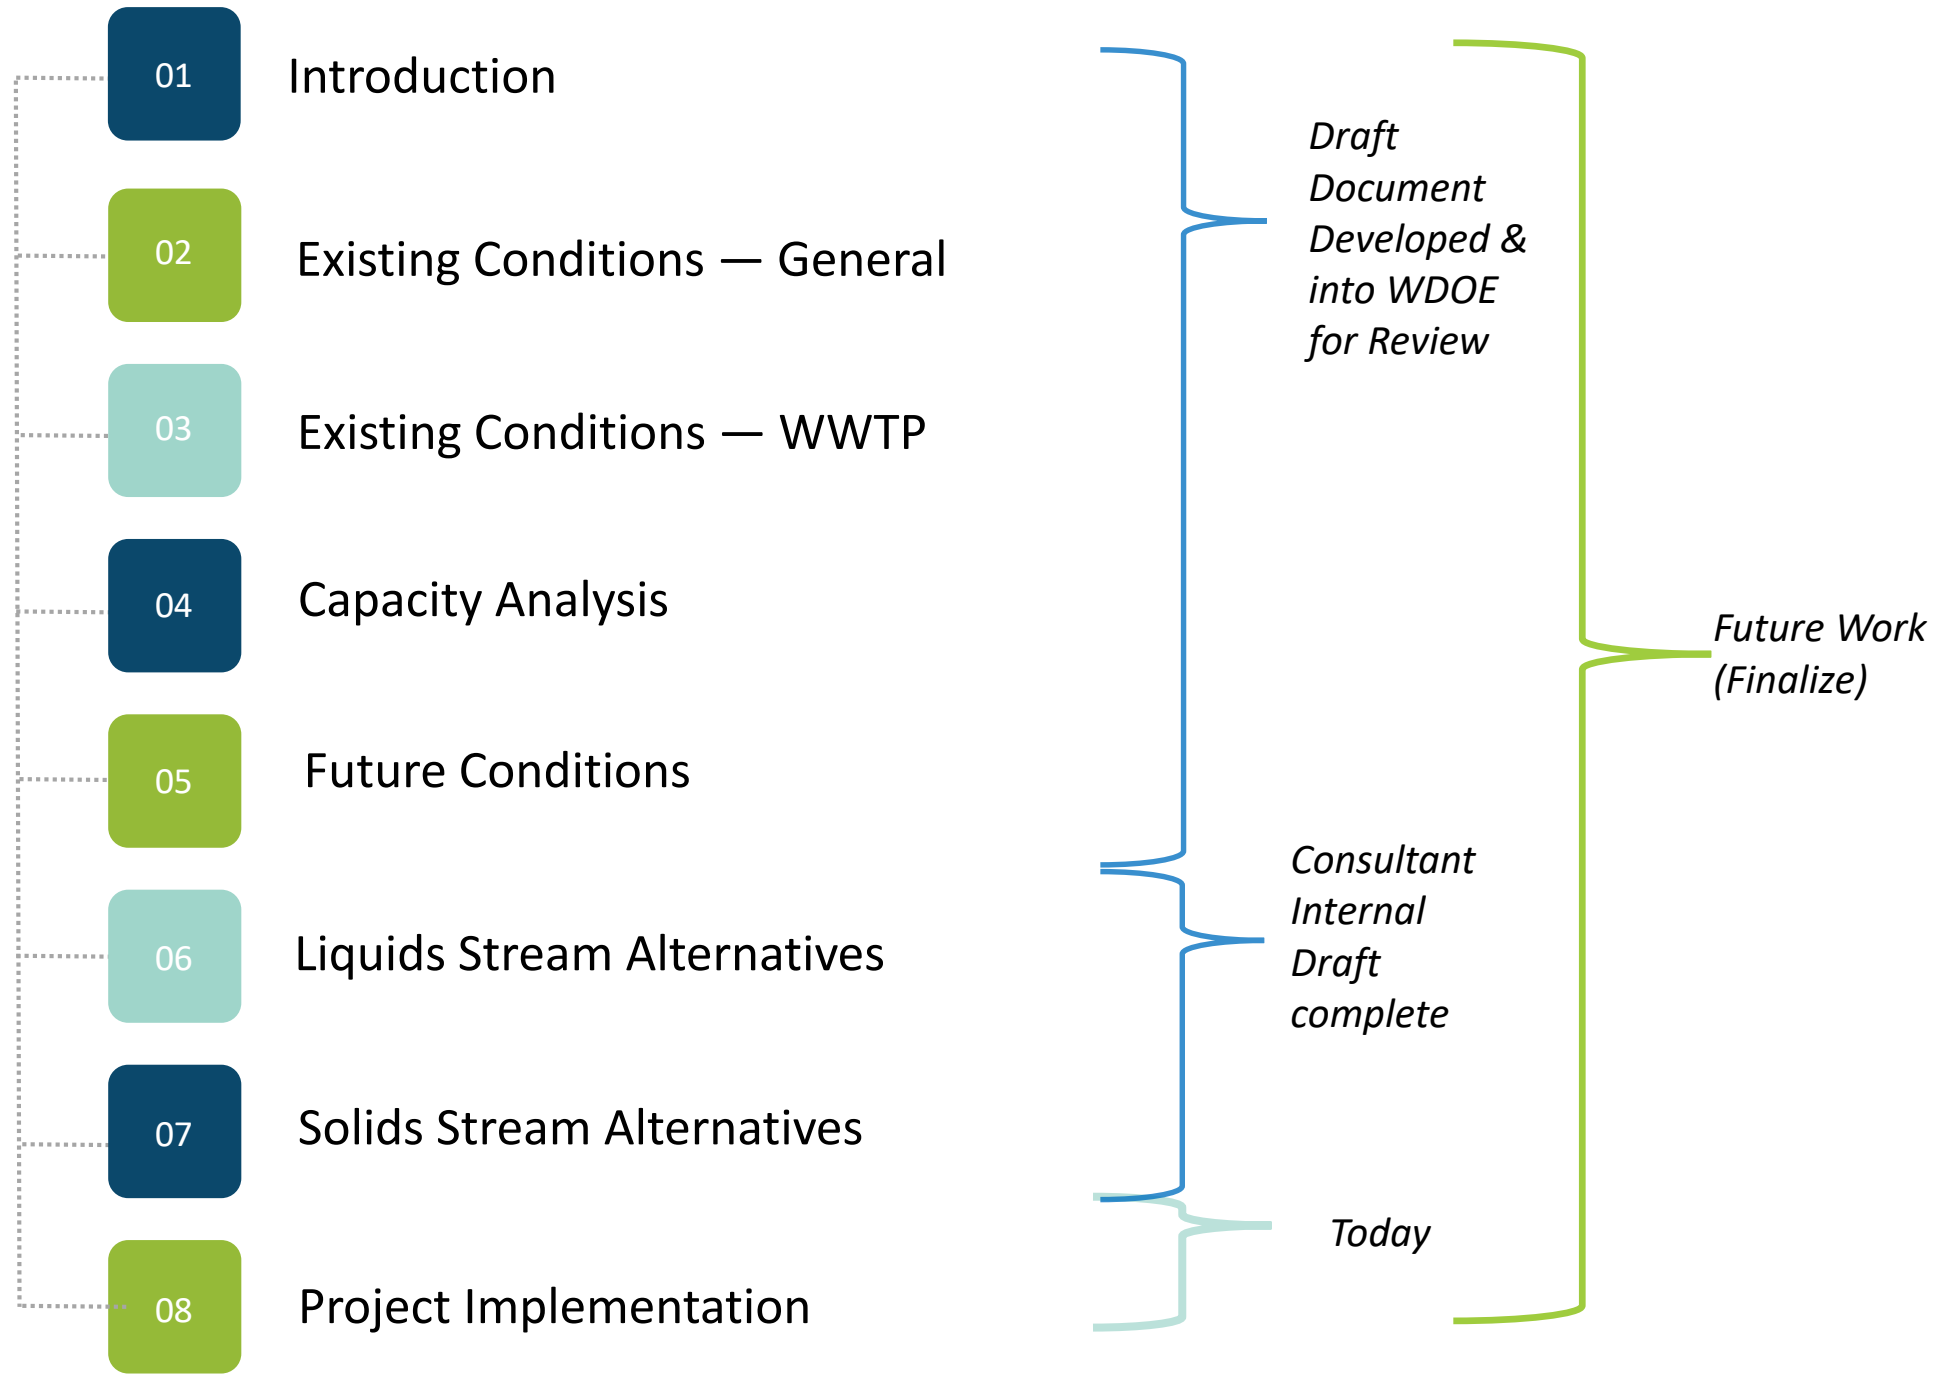 01
Introduction
02
Existing Conditions — General
03
Existing Conditions — WWTP
04
Capacity Analysis
05
Future Conditions
06
Liquids Stream Alternatives
07
Solids Stream Alternatives
08
Project Implementation
Draft
Document
Developed &
into WDOE
for Review
Consultant
Internal
Draft
complete
Today
Future Work
(Finalize)